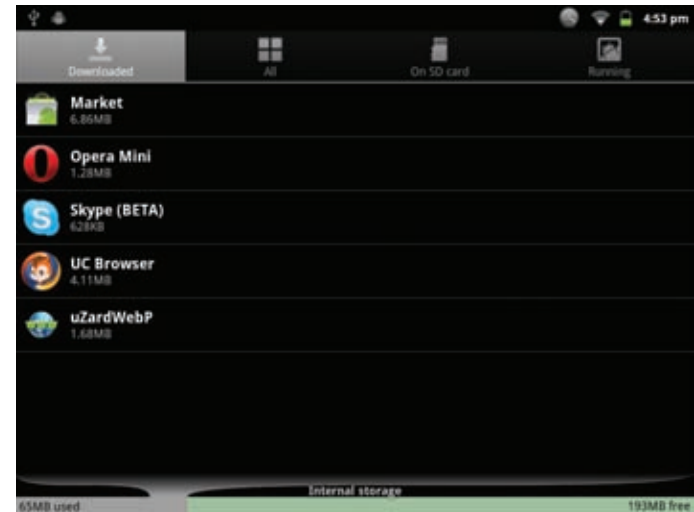 4:53 pm
Downloaded
All
On SD card
Running
Market
6.86MB
Opera Mini
1.28MB
Skype (BETA)
628KB
UC Browser
4.11MB
uZardWebP
1.68MB
Internal storage
65MB used
193MB free